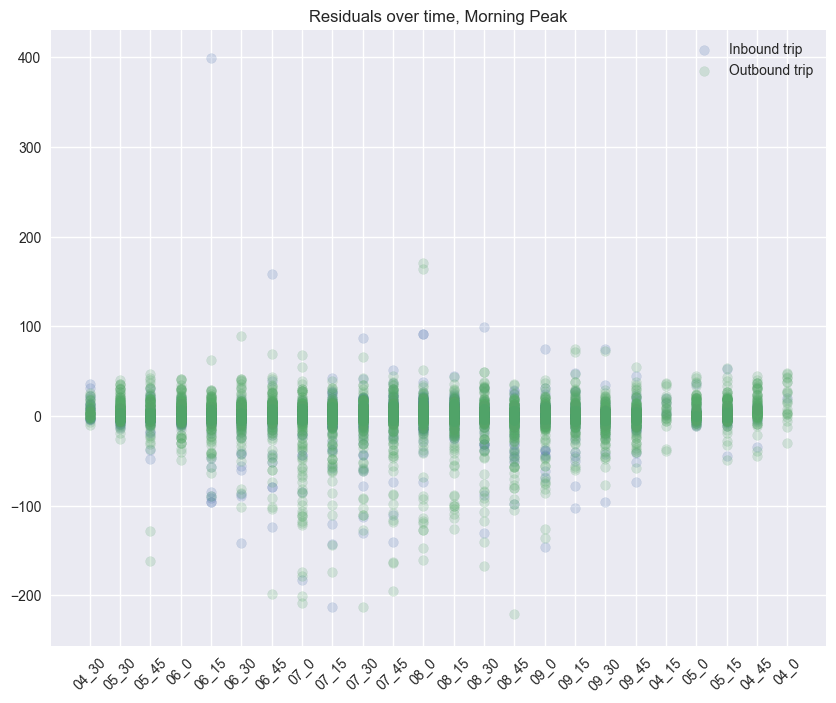 Residuals over time, Morning Peak
Inbound trip
Outbound trip
400
300
200
100
0
−100
−200
04_30 05_30 05_45 06_0 06_15 06_30 06_45 07_0 07_15 07_30 07_45 08_0 08_15 08_30 08_45 09_0 09_15 09_30 09_45 04_15 05_0 05_15 04_45 04_0